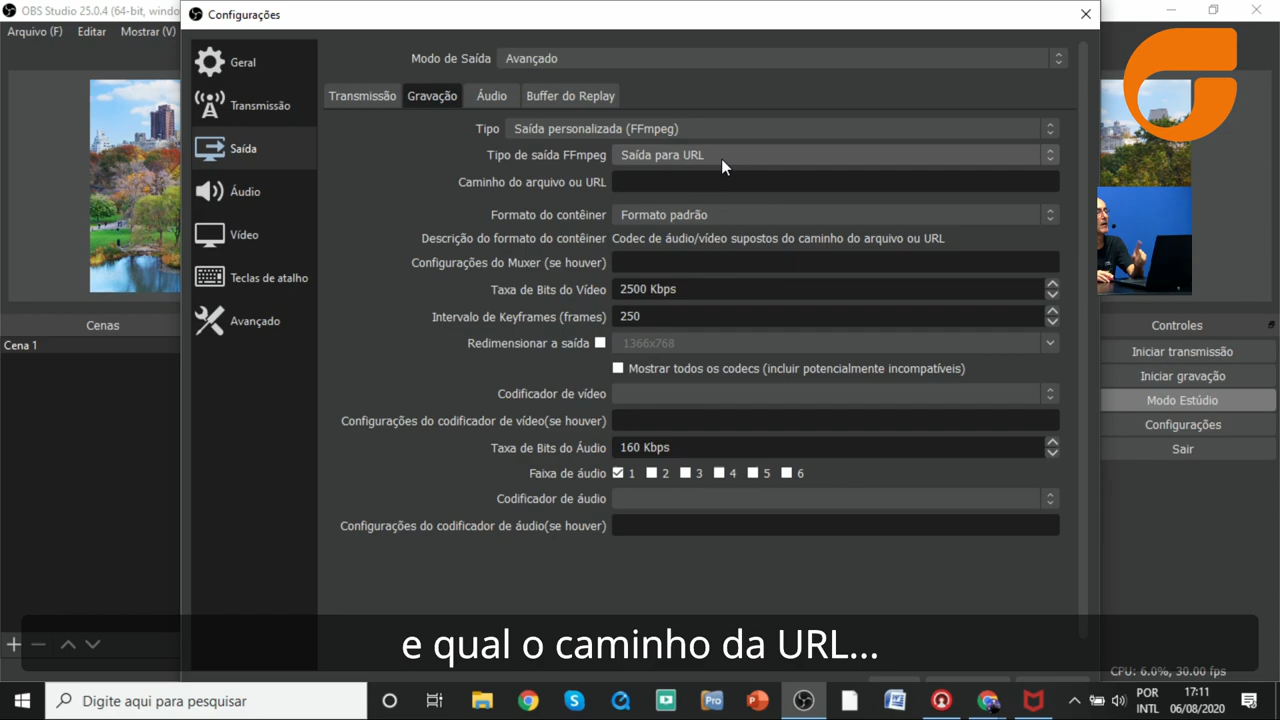 OBS Studio 25.0.4 (64-bit, windo
Configurações
Arquivo (F) Editar Mostrar (V)
Geral
Transmissão
Saída
Áudio
Vídeo
Teclas de atalho
Avançado
Modo de Saída Avançado
Transmissão Gravação Áudio Buffer do Replay
Tipo Saída personalizada (FFmpeg)
Tipo de saída FFmpeg Saída para URL
Caminho do arquivo ou URL
Formato do contêiner Formato padrão
Descrição do formato do contêiner Codec de áudio/vídeo supostos do caminho do arquivo ou URL
Configurações do Muxer (se houver)
Taxa de Bits do Vídeo 2500 Kbps
Intervalo de Keyframes (frames) 250
Redimensionar a saída 1366x768
Mostrar todos os codecs (incluir potencialmente incompatíveis)
Codificador de vídeo
Configurações do codificador de vídeo(se houver)
Taxa de Bits do Áudio 160 Kbps
Faixa de áudio 1 2 3 4 5 6
Codificador de áudio
Configurações do codificador de áudio(se houver)
Cenas
Cena 1
Controles
Iniciar transmissão
Iniciar gravação
Modo Estúdio
Configurações
Sair
e qual o caminho da URL...
CPU: 6.0%, 30.00 fps
Digite aqui para pesquisar
Pro
POR
INTL
17:11
06/08/2020